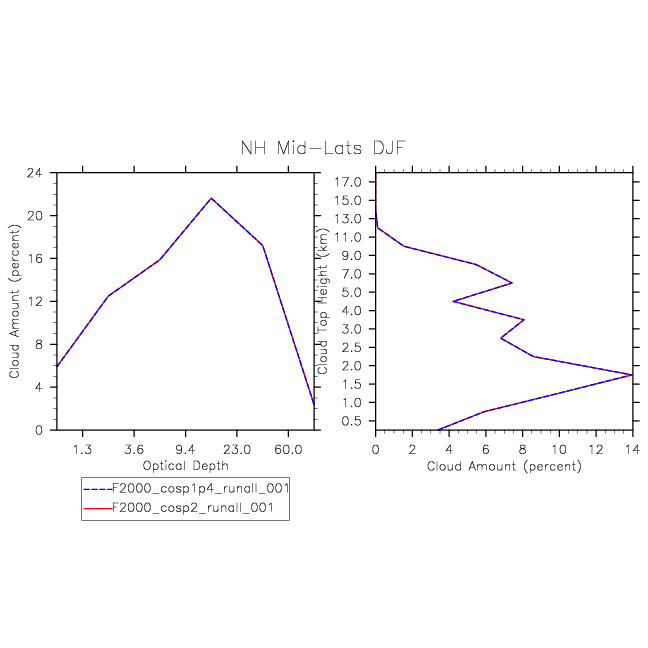 NH Mid-Lats DJF
24
20
16
12
8
4
0
Cloud Amount (percent)
1.3 3.6 9.4 23.0 60.0
Optical Depth
17.0
15.0
13.0
11.0
9.0
7.0
5.0
4.0
3.0
2.5
2.0
1.5
1.0
0.5
Cloud Top Height (km)
0 2 4 6 8 10 12 14
Cloud Amount (percent)
F2000_cosp1p4_runall_001
F2000_cosp2_runall_001